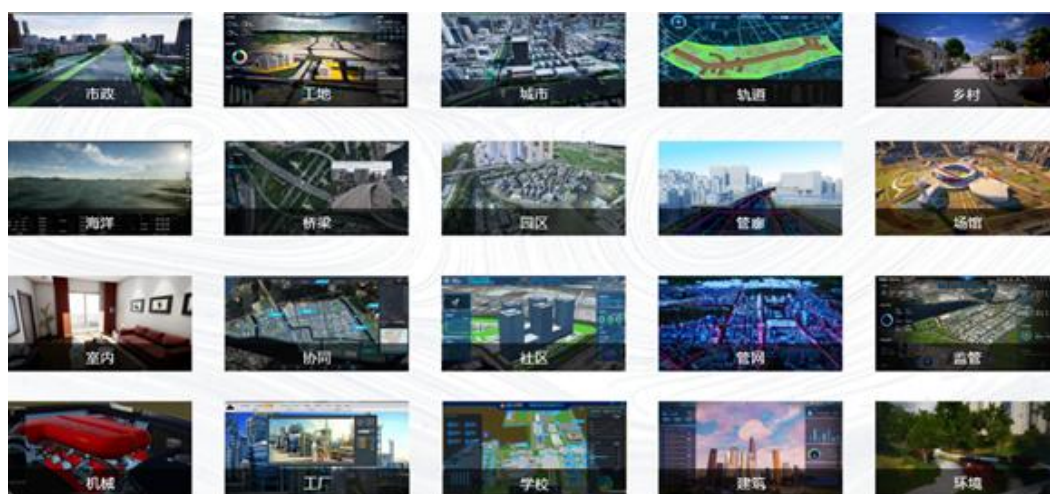 市政
工地
城市
轨道
乡村
海洋
桥梁
园区
管廊
场馆
室内
协同
社区
管网
监管
机械
工厂
学校
建筑
环境